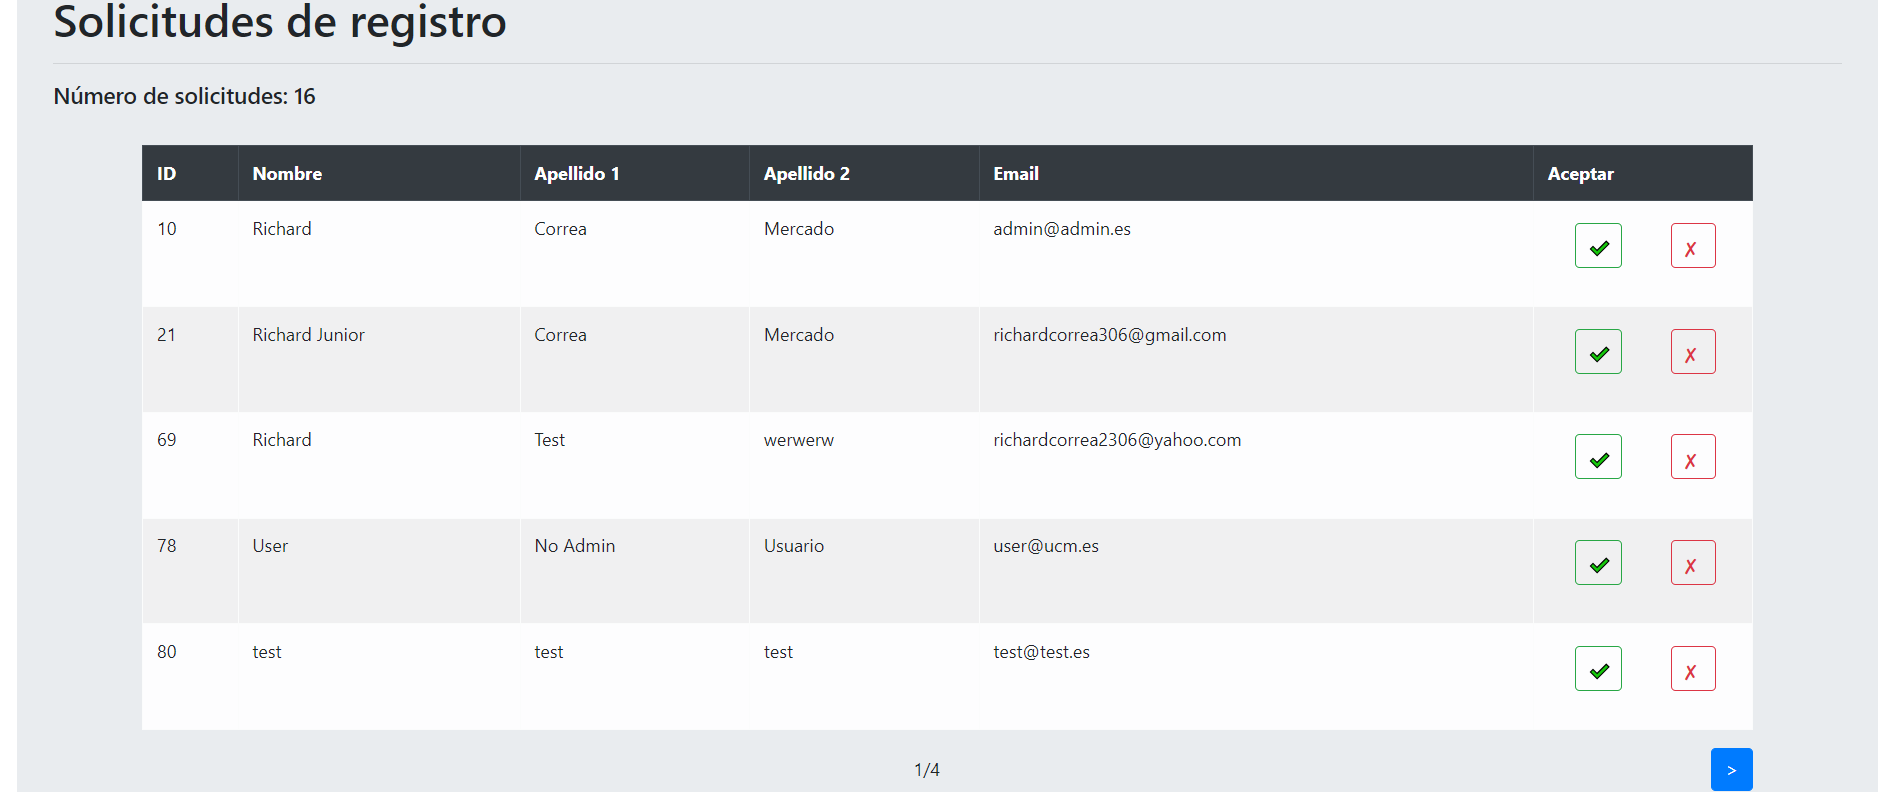 Solicitudes de registro
Número de solicitudes: 16
ID Nombre Apellido 1 Apellido 2 Email Aceptar
10 Richard Correa Mercado admin@admin.es ✔ ✗
21 Richard Junior Correa Mercado richardcorrea306@gmail.com ✔ ✗
69 Richard Test werwerw richardcorrea2306@yahoo.com ✔ ✗
78 User No Admin Usuario user@ucm.es ✔ ✗
80 test test test test@test.es ✔ ✗
1/4 >